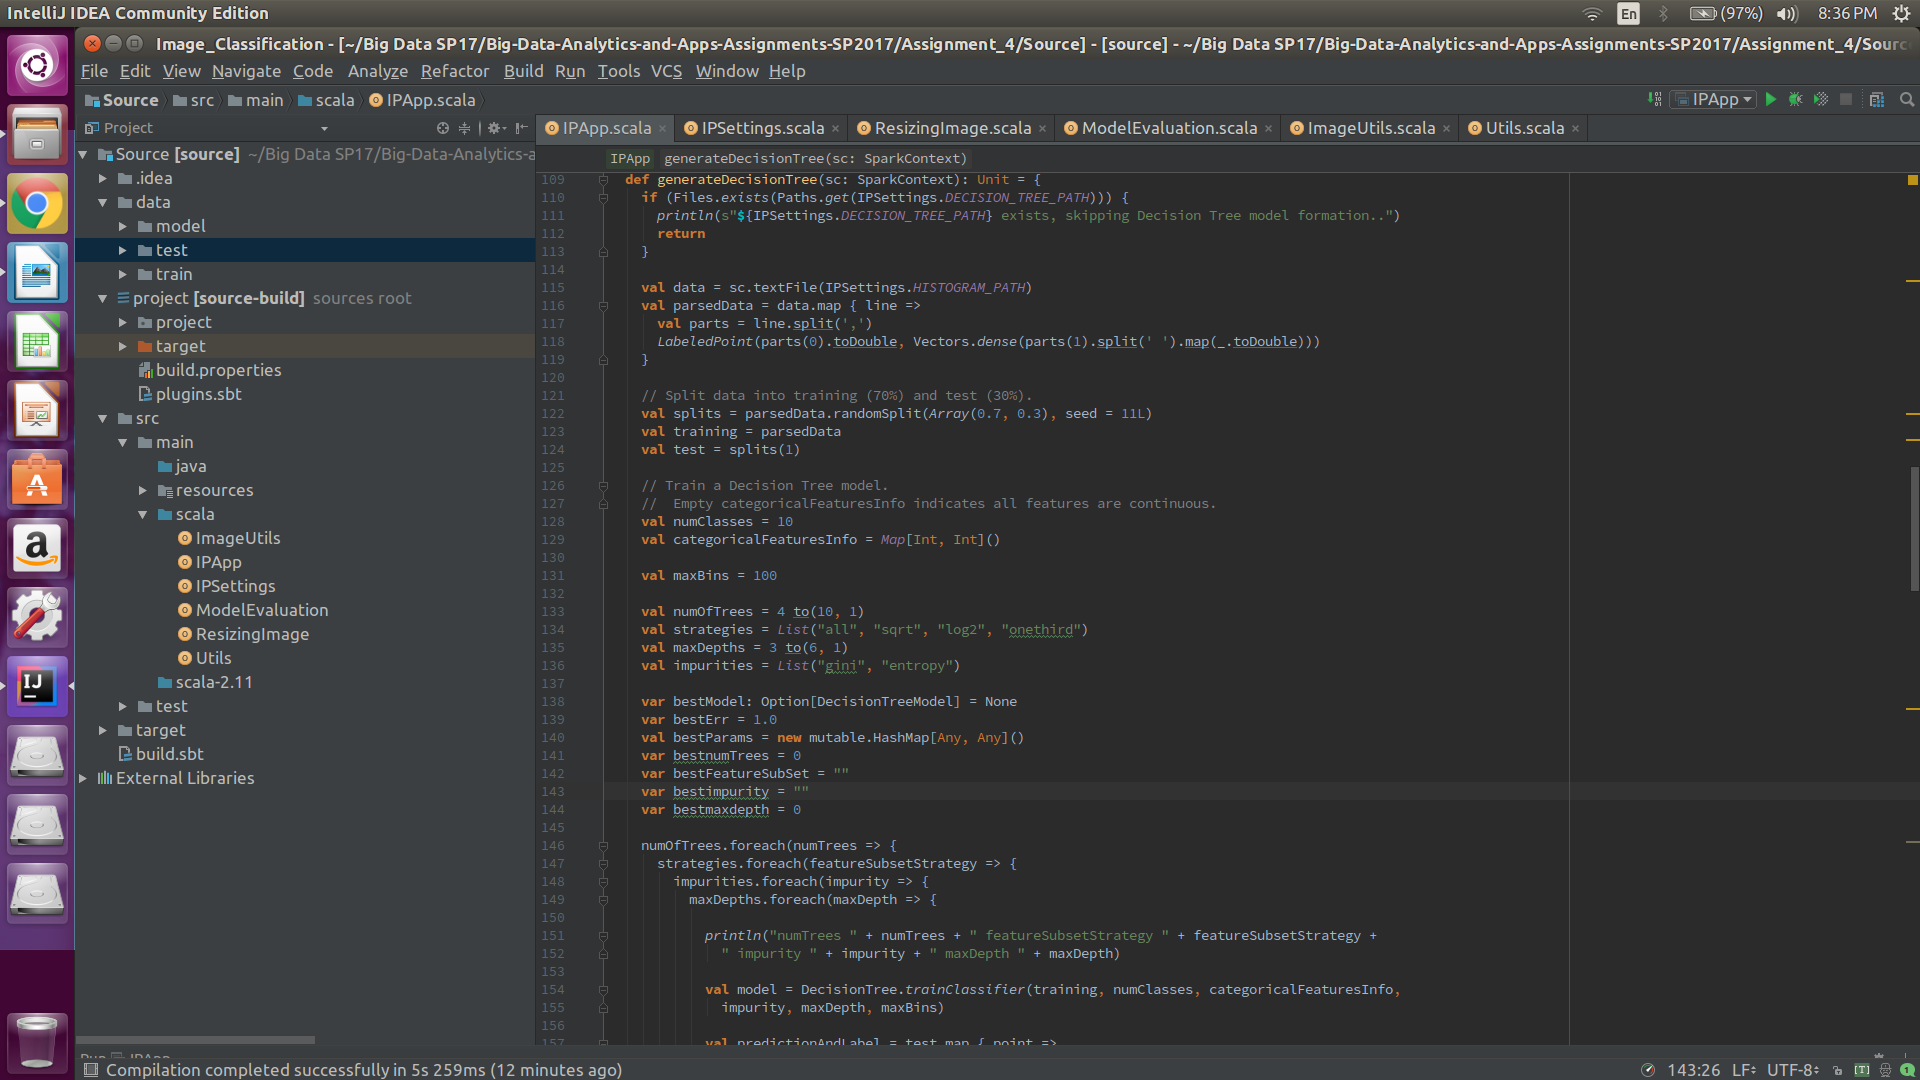 IntelliJ IDEA Community Edition
En (97%) 8:36 PM
Image_Classification - [~/Big Data SP17/Big-Data-Analytics-and-Apps-Assignments-SP2017/Assignment_4/Source] - [source] - ~/Big Data SP17/Big-Data-Analytics-and-Apps-Assignments-SP2017/Assignment_4/Sourc
File Edit View Navigate Code Analyze Refactor Build Run Tools VCS Window Help
Source src main scala IPApp.scala
IPApp
Project
IPApp.scala IPSettings.scala ResizingImage.scala ModelEvaluation.scala ImageUtils.scala Utils.scala
IPApp generateDecisionTree(sc: SparkContext)
Source [source] ~/Big Data SP17/Big-Data-Analytics-a
.idea
data
model
test
train
project [source-build] sources root
project
target
build.properties
plugins.sbt
src
main
java
resources
scala
ImageUtils
IPApp
IPSettings
ModelEvaluation
ResizingImage
Utils
scala-2.11
test
target
build.sbt
External Libraries
109 def generateDecisionTree(sc: SparkContext): Unit = {
110 if (Files.exists(Paths.get(IPSettings.DECISION_TREE_PATH))) {
111 println(s"${IPSettings.DECISION_TREE_PATH} exists, skipping Decision Tree model formation..")
112 return
113 }
114
115 val data = sc.textFile(IPSettings.HISTOGRAM_PATH)
116 val parsedData = data.map { line =>
117 val parts = line.split(',')
118 LabeledPoint(parts(0).toDouble, Vectors.dense(parts(1).split(' ').map(_.toDouble)))
119 }
120
121 // Split data into training (70%) and test (30%).
122 val splits = parsedData.randomSplit(Array(0.7, 0.3), seed = 11L)
123 val training = parsedData
124 val test = splits(1)
125
126 // Train a Decision Tree model.
127 //  Empty categoricalFeaturesInfo indicates all features are continuous.
128 val numClasses = 10
129 val categoricalFeaturesInfo = Map[Int, Int]()
130
131 val maxBins = 100
132
133 val numOfTrees = 4 to(10, 1)
134 val strategies = List("all", "sqrt", "log2", "onethird")
135 val maxDepths = 3 to(6, 1)
136 val impurities = List("gini", "entropy")
137
138 var bestModel: Option[DecisionTreeModel] = None
139 var bestErr = 1.0
140 val bestParams = new mutable.HashMap[Any, Any]()
141 var bestnumTrees = 0
142 var bestFeatureSubSet = ""
143 var bestimpurity = ""
144 var bestmaxdepth = 0
145
146 numOfTrees.foreach(numTrees => {
147 strategies.foreach(featureSubsetStrategy => {
148 impurities.foreach(impurity => {
149 maxDepths.foreach(maxDepth => {
150
151 println("numTrees " + numTrees + " featureSubsetStrategy " + featureSubsetStrategy +
152 " impurity " + impurity + " maxDepth " + maxDepth)
153
154 val model = DecisionTree.trainClassifier(training, numClasses, categoricalFeaturesInfo,
155 impurity, maxDepth, maxBins)
156
157 val predictionAndLabel = test.map { point =>
Run IPApp
Compilation completed successfully in 5s 259ms (12 minutes ago) 143:26 LF UTF-8